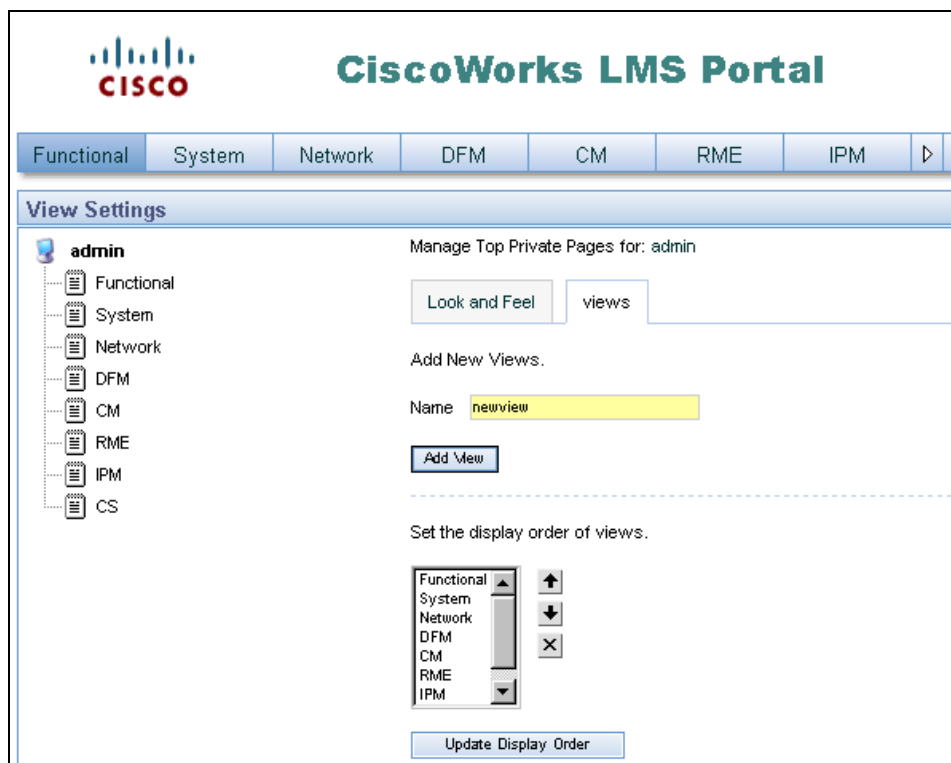 CISCO
CiscoWorks LMS Portal
Functional System Network DFM CM RME IPM
View Settings
admin
Functional
System
Network
DFM
CM
RME
IPM
CS
Manage Top Private Pages for: admin
Look and Feel views
Add New Views.
Name newview
Add View
Set the display order of views.
Functional
System
Network
DFM
CM
RME
IPM
Update Display Order